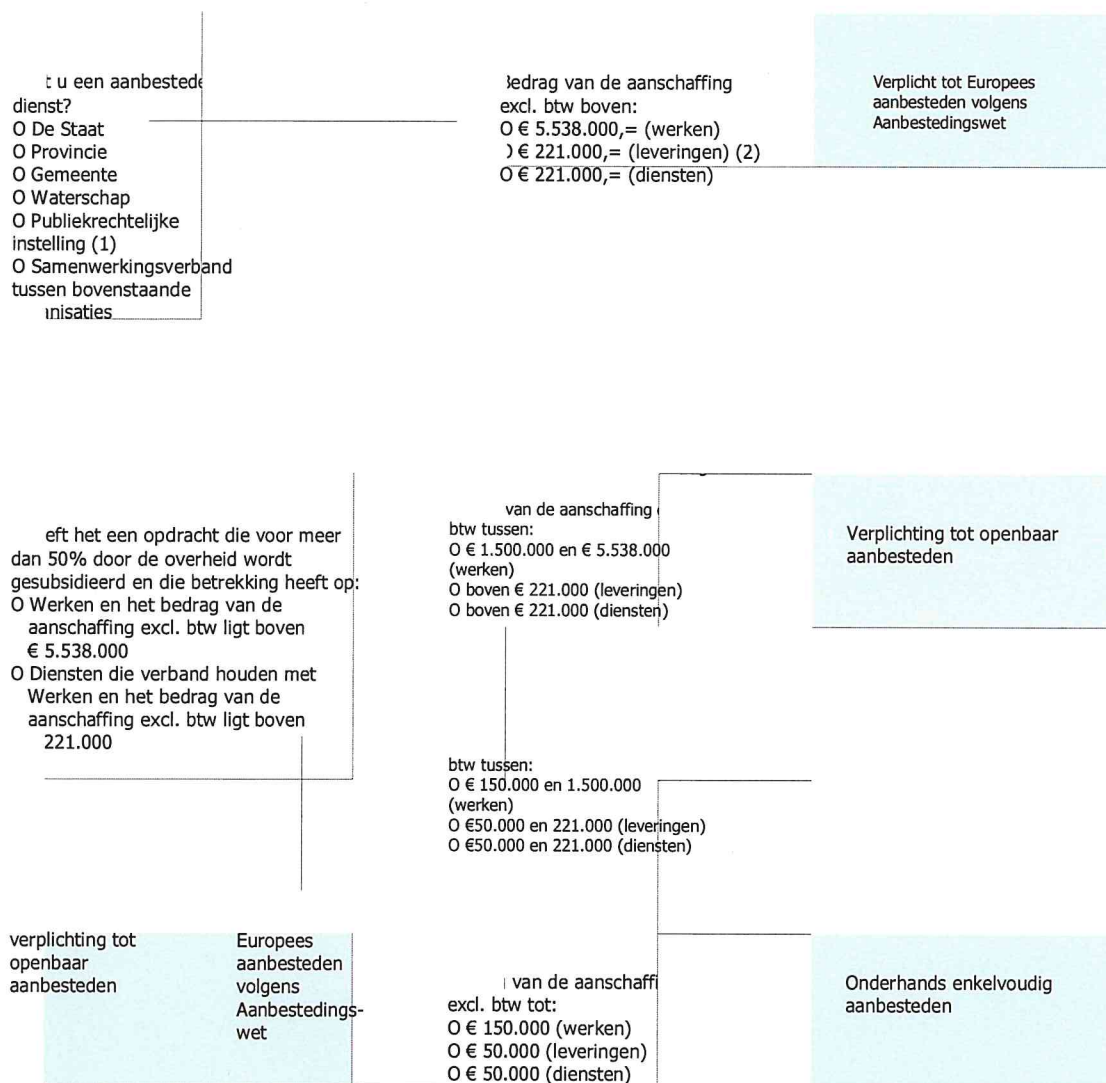 t u een aanbested
dienst?
O De Staat
O Provincie
O Gemeente
O Waterschap
O Publiekrechtelijke
instelling (1)
O Samenwerkingsverband
tussen bovenstaande
nisaties
edrag van de aanschaffing
excl. btw boven:
O € 5.538.000,= (werken)
O € 221.000,= (leveringen) (2)
O € 221.000,= (diensten)
Verplicht tot Europees
aanbesteden volgens
Aanbestedingswet
eft het een opdracht die voor meer
dan 50% door de overheid wordt
gesubsidieerd en die betrekking heeft op:
O Werken en het bedrag van de
aanschaffing excl. btw ligt boven
€ 5.538.000
O Diensten die verband houden met
Werken en het bedrag van de
aanschaffing excl. btw ligt boven
221.000
van de aanschaffing
btw tussen:
O € 1.500.000 en € 5.538.000
(werken)
O boven € 221.000 (leveringen)
O boven € 221.000 (diensten)
Verplichting tot openbaar
aanbesteden
btw tussen:
O € 150.000 en 1.500.000
(werken)
O €50.000 en 221.000 (leveringen)
O €50.000 en 221.000 (diensten)
verplichting tot
openbaar
aanbesteden
Europees
aanbesteden
volgens
Aanbestedings-
wet
van de aanschaffi
excl. btw tot:
O € 150.000 (werken)
O € 50.000 (leveringen)
O € 50.000 (diensten)
Onderhands enkelvoudig
aanbesteden